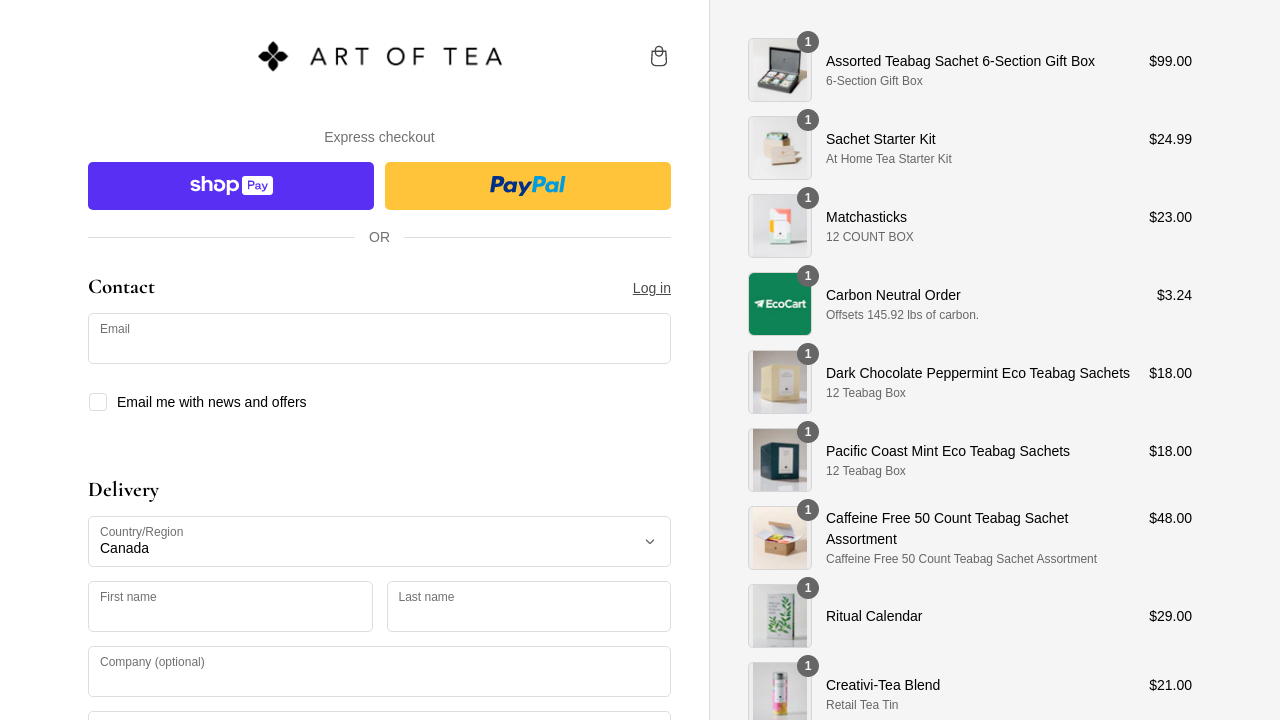 ART OF TEA
Express checkout
shop Pay
PayPal
OR
Contact
Log in
Email
Email me with news and offers
Delivery
Country/Region
Canada
First name
Last name
Company (optional)
1
Assorted Teabag Sachet 6-Section Gift Box
$99.00
6-Section Gift Box
1
Sachet Starter Kit
$24.99
At Home Tea Starter Kit
1
Matchasticks
$23.00
12 COUNT BOX
1
EcoCart
Carbon Neutral Order
$3.24
Offsets 145.92 lbs of carbon.
1
Dark Chocolate Peppermint Eco Teabag Sachets
$18.00
12 Teabag Box
1
Pacific Coast Mint Eco Teabag Sachets
$18.00
12 Teabag Box
1
Caffeine Free 50 Count Teabag Sachet
Assortment
$48.00
Caffeine Free 50 Count Teabag Sachet Assortment
1
Ritual Calendar
$29.00
1
Creativi-Tea Blend
$21.00
Retail Tea Tin